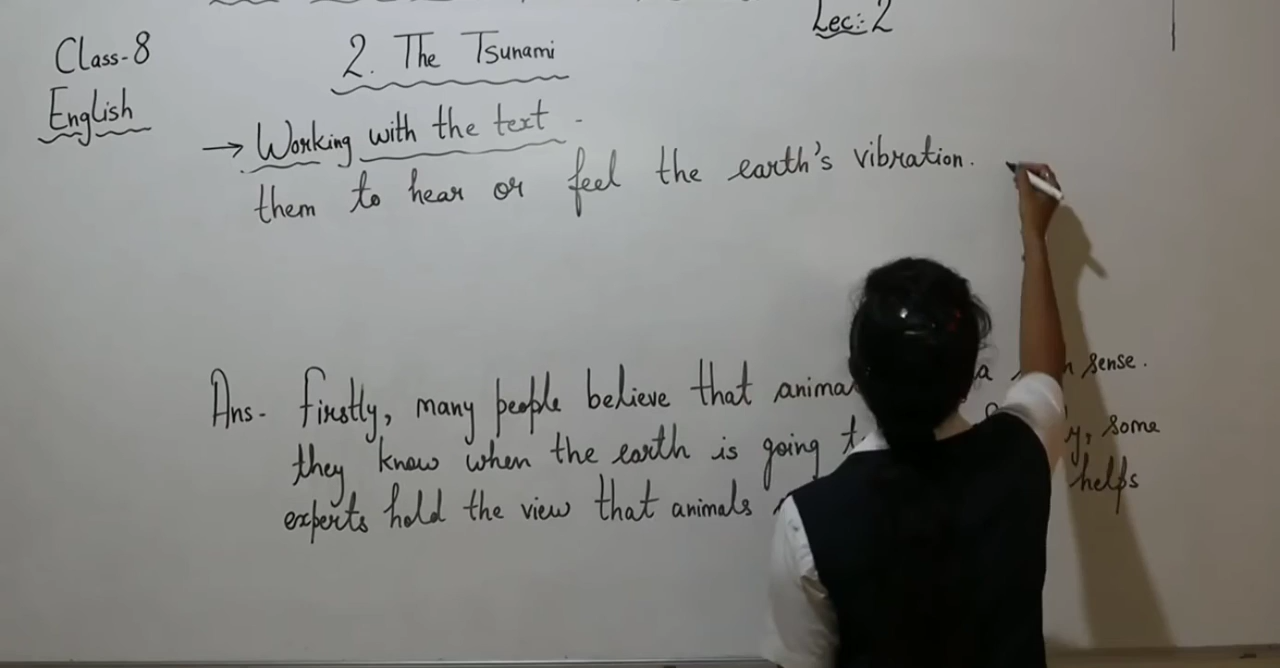 Class-8
English
Lec:- 2
2. The Tsunami
→ Working with the text -
them to hear or feel the earth's vibration.
Ans- Firstly, many people believe that anima a sense.
they know when the earth is going t y, some
experts hold the view that animals helps